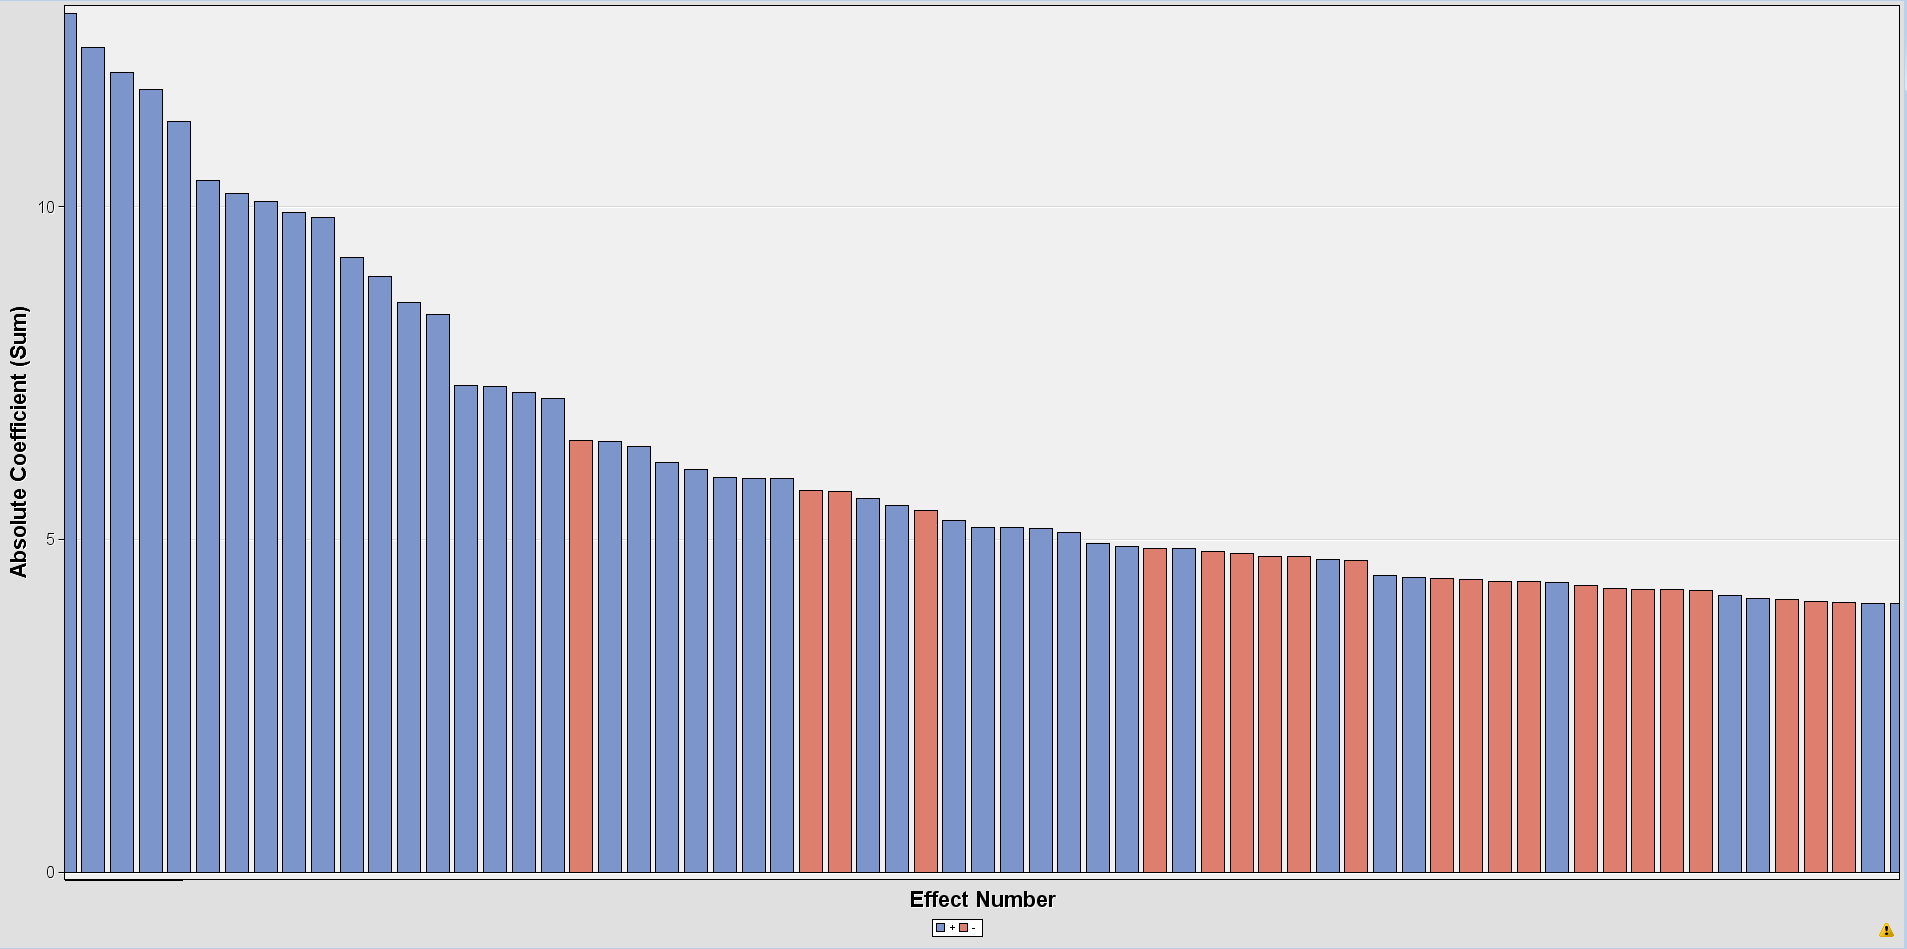 Absolute Coefficient (Sum)
10
5
0
Effect Number
+ -